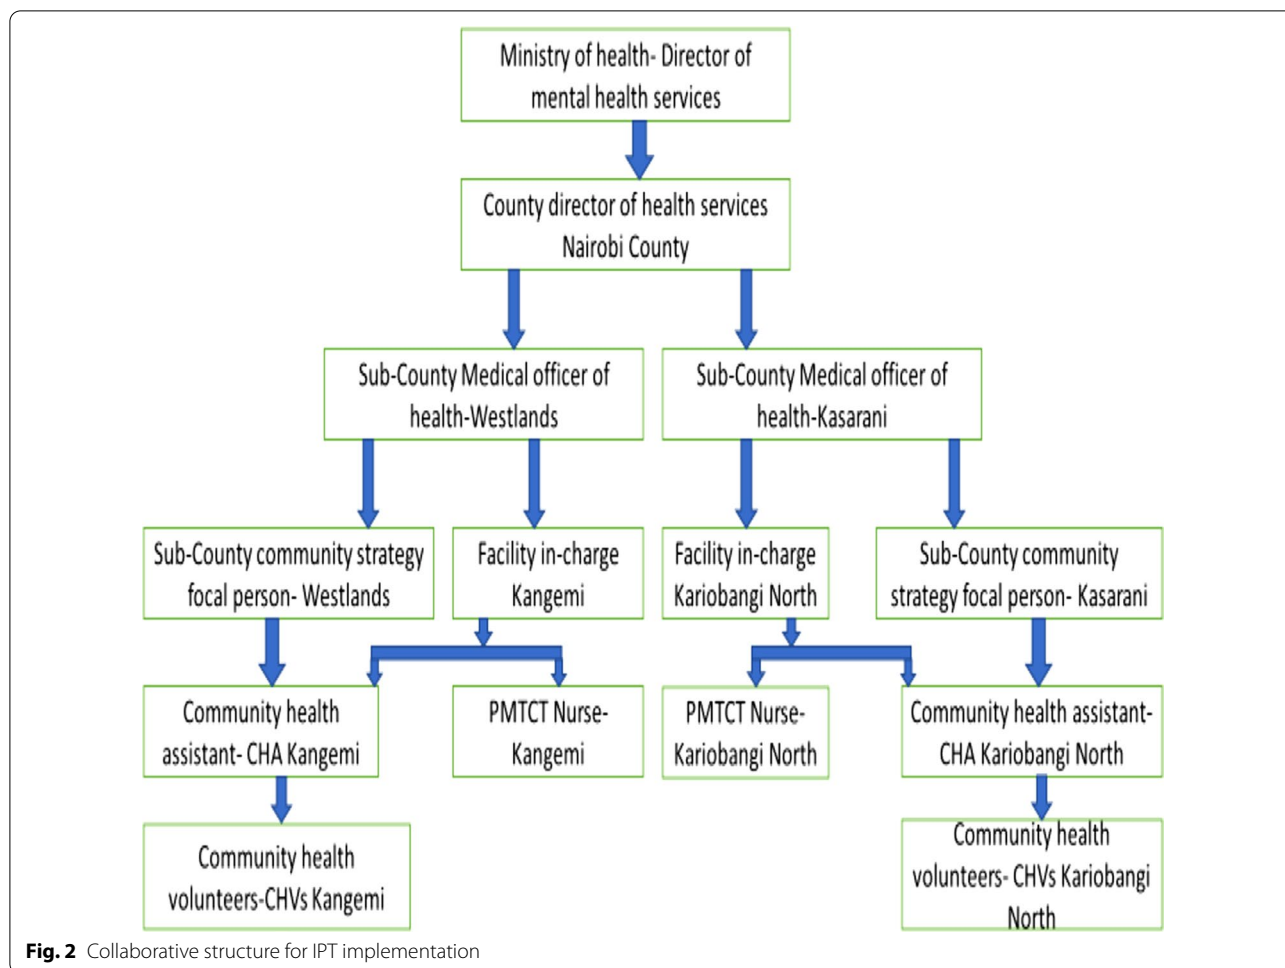 Ministry of health- Director of
mental health services
County director of health services
Nairobi County
Sub-County Medical officer of
health-Westlands
Sub-County Medical officer of
health-Kasarani
Sub-County community strategy
focal person- Westlands
Facility in-charge
Kangemi
Facility in-charge
Kariobangi North
Sub-County community
strategy focal person- Kasarani
Community health
assistant- CHA Kangemi
PMTCT Nurse-
Kangemi
PMTCT Nurse-
Kariobangi North
Community health assistant-
CHA Kariobangi North
Community health
volunteers-CHVs Kangemi
Community health
volunteers- CHVs Kariobangi
North
Fig. 2 Collaborative structure for IPT implementation